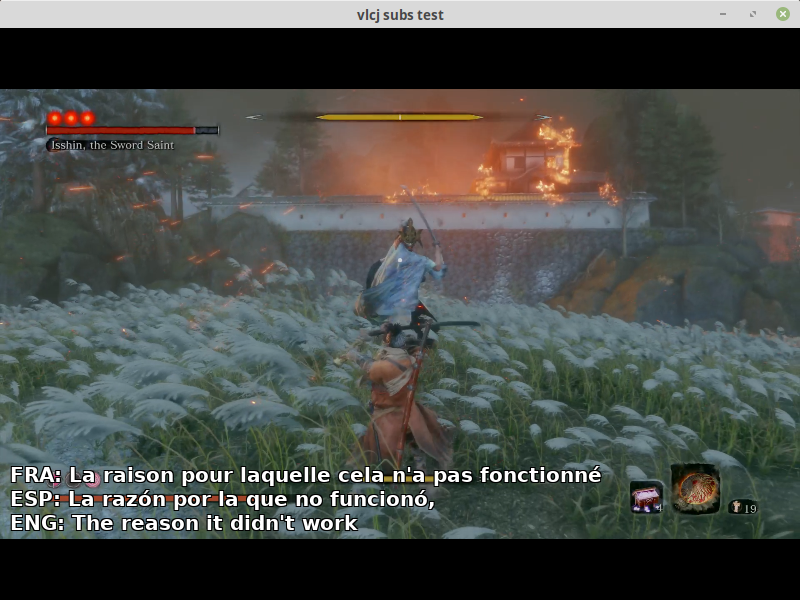 vlcj subs test
Isshin, the Sword Saint
FRA: La raison pour laquelle cela n'a pas fonctionné
ESP: La razón por la que no funcionó,
ENG: The reason it didn't work
4
19